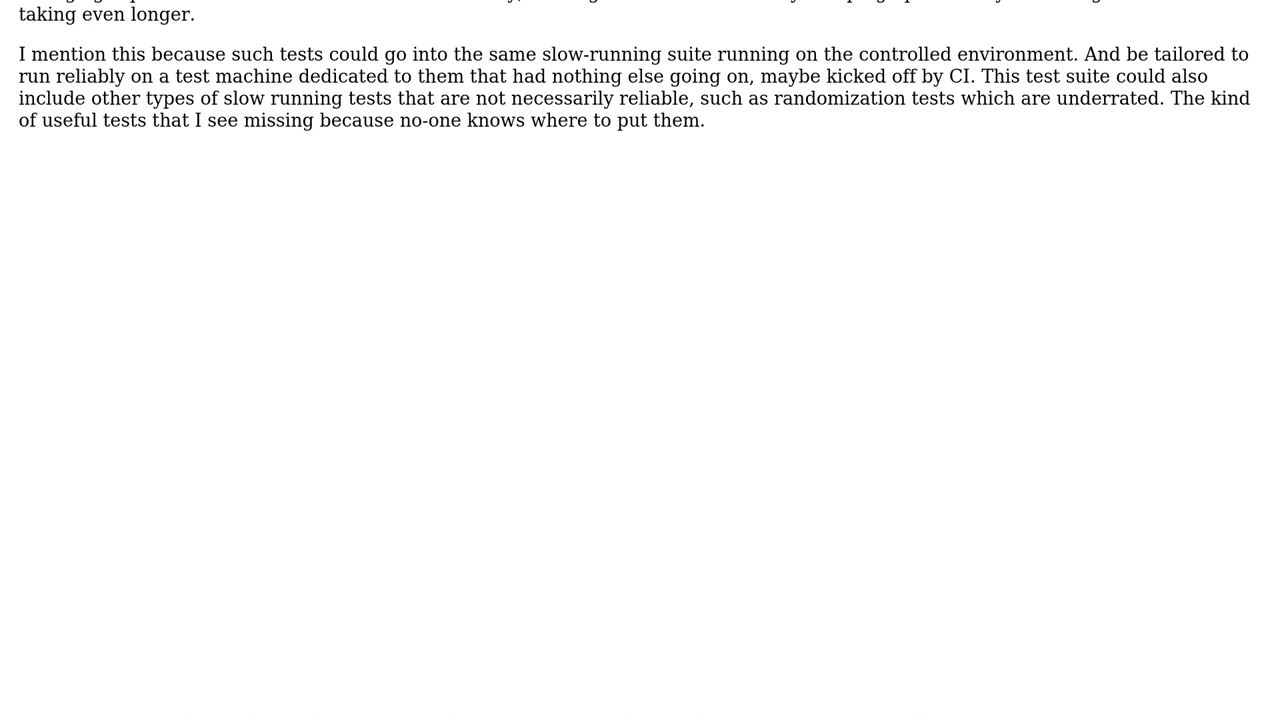 taking even longer.
I mention this because such tests could go into the same slow-running suite running on the controlled environment. And be tailored to
run reliably on a test machine dedicated to them that had nothing else going on, maybe kicked off by CI. This test suite could also
include other types of slow running tests that are not necessarily reliable, such as randomization tests which are underrated. The kind
of useful tests that I see missing because no-one knows where to put them.